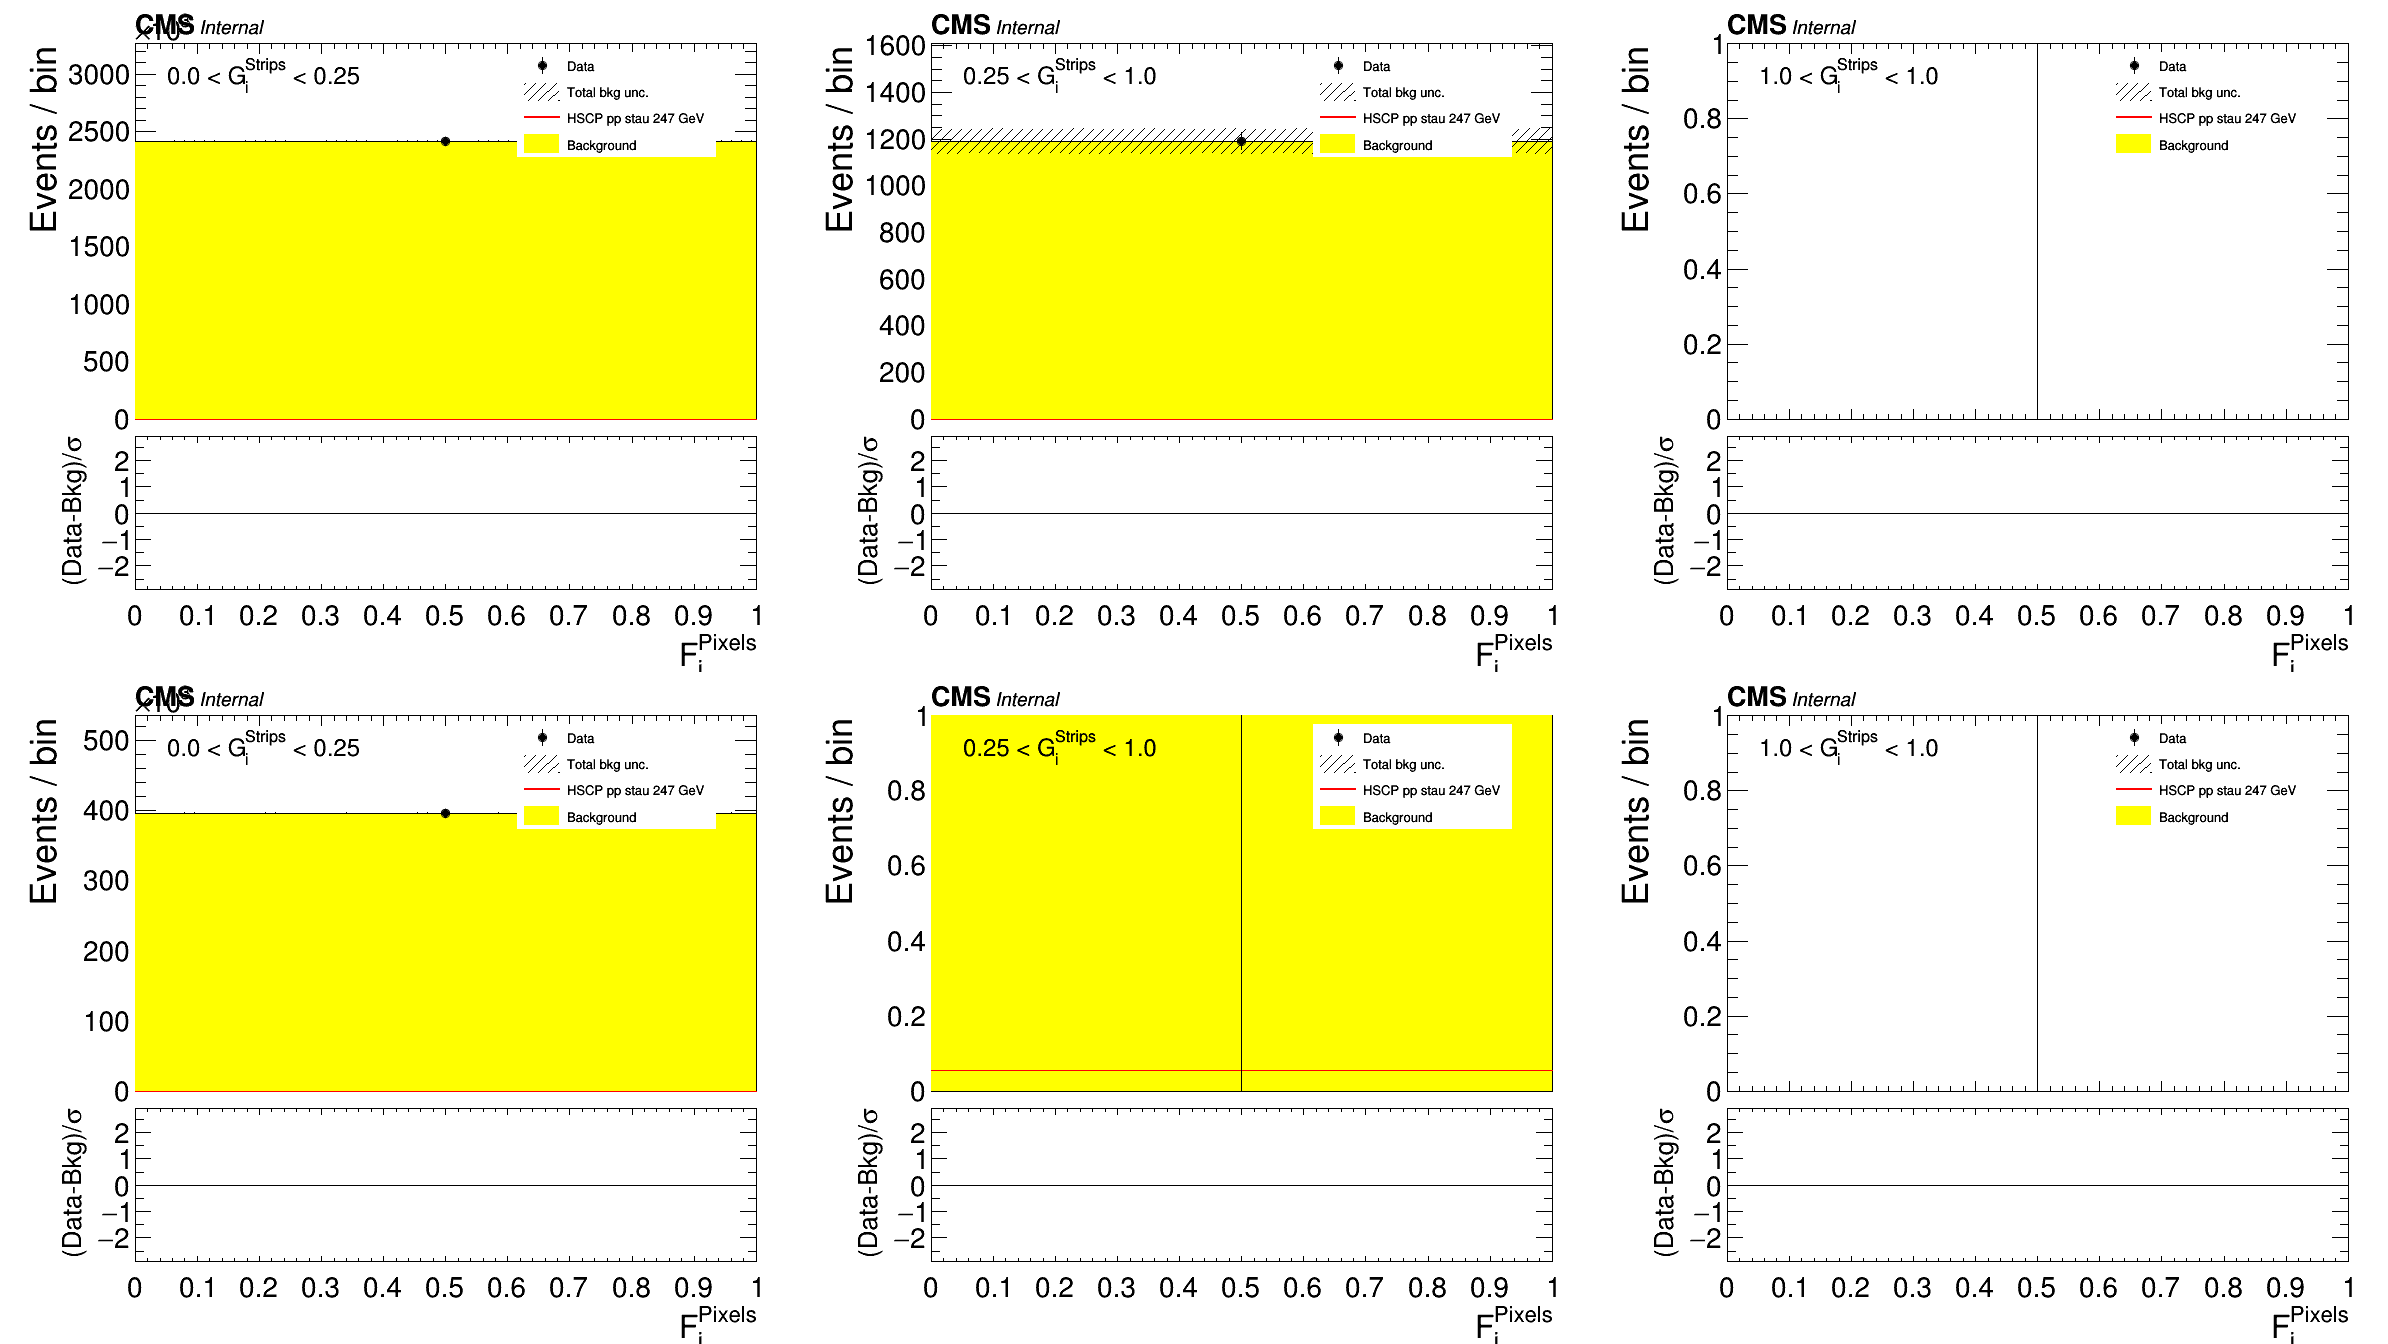 CMS Internal
Events / bin
3000
2500
2000
1500
1000
500
0
0.0 < G_i^Strips < 0.25
Data
Total bkg unc.
HSCP pp stau 247 GeV
Background
(Data-Bkg)/σ
2
1
0
−1
−2
0 0.1 0.2 0.3 0.4 0.5 0.6 0.7 0.8 0.9 1
F_i^Pixels
CMS Internal
Events / bin
1600
1400
1200
1000
800
600
400
200
0
0.25 < G_i^Strips < 1.0
Data
Total bkg unc.
HSCP pp stau 247 GeV
Background
(Data-Bkg)/σ
2
1
0
−1
−2
0 0.1 0.2 0.3 0.4 0.5 0.6 0.7 0.8 0.9 1
F_i^Pixels
CMS Internal
Events / bin
1
0.8
0.6
0.4
0.2
0
1.0 < G_i^Strips < 1.0
Data
Total bkg unc.
HSCP pp stau 247 GeV
Background
(Data-Bkg)/σ
2
1
0
−1
−2
0 0.1 0.2 0.3 0.4 0.5 0.6 0.7 0.8 0.9 1
F_i^Pixels
CMS Internal
Events / bin
500
400
300
200
100
0
0.0 < G_i^Strips < 0.25
Data
Total bkg unc.
HSCP pp stau 247 GeV
Background
(Data-Bkg)/σ
2
1
0
−1
−2
0 0.1 0.2 0.3 0.4 0.5 0.6 0.7 0.8 0.9 1
F_i^Pixels
CMS Internal
Events / bin
1
0.8
0.6
0.4
0.2
0
0.25 < G_i^Strips < 1.0
Data
Total bkg unc.
HSCP pp stau 247 GeV
Background
(Data-Bkg)/σ
2
1
0
−1
−2
0 0.1 0.2 0.3 0.4 0.5 0.6 0.7 0.8 0.9 1
F_i^Pixels
CMS Internal
Events / bin
1
0.8
0.6
0.4
0.2
0
1.0 < G_i^Strips < 1.0
Data
Total bkg unc.
HSCP pp stau 247 GeV
Background
(Data-Bkg)/σ
2
1
0
−1
−2
0 0.1 0.2 0.3 0.4 0.5 0.6 0.7 0.8 0.9 1
F_i^Pixels